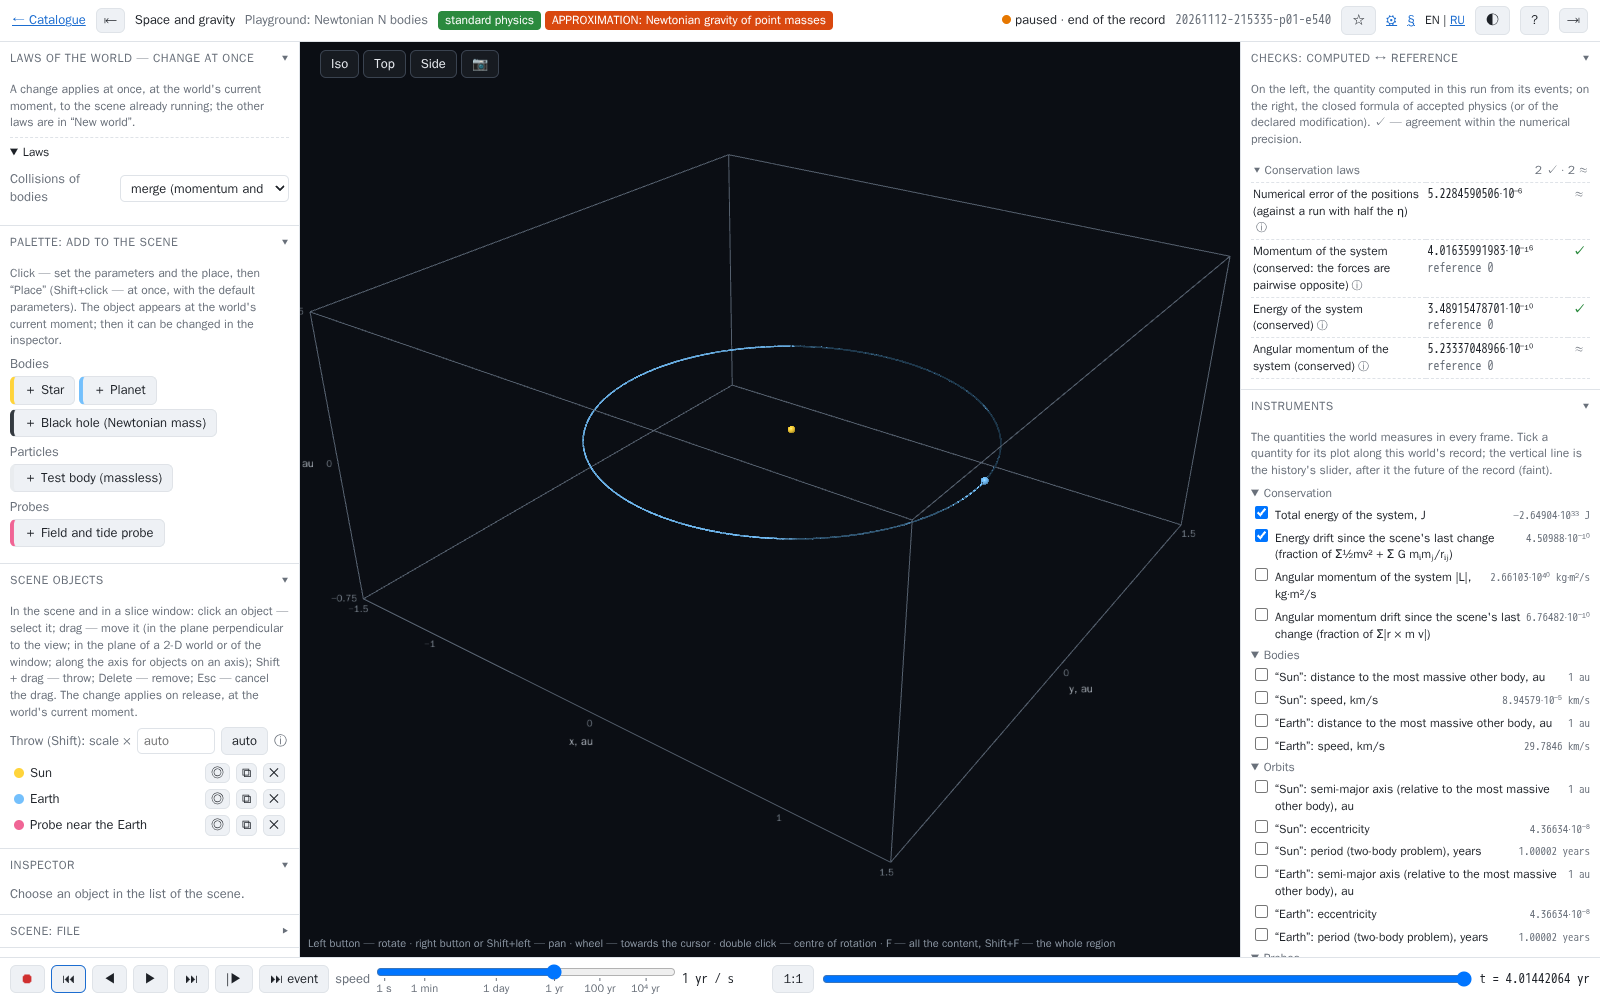 ← Catalogue
Space and gravity
Playground: Newtonian N bodies
standard physics
APPROXIMATION: Newtonian gravity of point masses
paused · end of the record
20261112-215335-p01-e540
EN | RU
LAWS OF THE WORLD — CHANGE AT ONCE
A change applies at once, at the world's current
moment, to the scene already running; the other
laws are in “New world”.
Laws
Collisions of
bodies
merge (momentum and
PALETTE: ADD TO THE SCENE
Click — set the parameters and the place, then
“Place” (Shift+click — at once, with the default
parameters). The object appears at the world's
current moment; then it can be changed in the
inspector.
Bodies
+ Star
+ Planet
+ Black hole (Newtonian mass)
Particles
+ Test body (massless)
Probes
+ Field and tide probe
SCENE OBJECTS
In the scene and in a slice window: click an object —
select it; drag — move it (in the plane perpendicular
to the view; in the plane of a 2-D world or of the
window; along the axis for objects on an axis); Shift
+ drag — throw; Delete — remove; Esc — cancel
the drag. The change applies on release, at the
world's current moment.
Throw (Shift): scale ×
auto
auto
Sun
Earth
Probe near the Earth
INSPECTOR
Choose an object in the list of the scene.
SCENE: FILE
Iso
Top
Side
au
0
−0.75
−1.5
−1
0
x, au
1
1.5
0
y, au
1.5
Left button — rotate · right button or Shift+left — pan · wheel — towards the cursor · double click — centre of rotation · F — all the content, Shift+F — the whole region
CHECKS: COMPUTED ↔ REFERENCE
On the left, the quantity computed in this run from its events; on
the right, the closed formula of accepted physics (or of the
declared modification). ✓ — agreement within the numerical
precision.
Conservation laws
2 ✓ · 2 ≈
Numerical error of the positions
(against a run with half the η)
5.2284590506·10⁻⁶
≈
Momentum of the system
(conserved: the forces are
pairwise opposite)
4.01635991983·10⁻¹⁶
reference 0
✓
Energy of the system
(conserved)
3.48915478701·10⁻¹⁰
reference 0
✓
Angular momentum of the
system (conserved)
5.23337048966·10⁻¹⁰
reference 0
≈
INSTRUMENTS
The quantities the world measures in every frame. Tick a
quantity for its plot along this world's record; the vertical line is
the history's slider, after it the future of the record (faint).
Conservation
Total energy of the system, J
−2.64904·10³³ J
Energy drift since the scene's last change
(fraction of Σ½mv² + Σ G mᵢmⱼ/rᵢⱼ)
4.50988·10⁻¹⁰
Angular momentum of the system |L|,
kg·m²/s
2.66103·10⁴⁰ kg·m²/s
Angular momentum drift since the scene's last
change (fraction of Σ|r × m v|)
6.76482·10⁻¹⁰
Bodies
“Sun”: distance to the most massive other body, au
1 au
“Sun”: speed, km/s
8.94579·10⁻⁵ km/s
“Earth”: distance to the most massive other body, au
1 au
“Earth”: speed, km/s
29.7846 km/s
Orbits
“Sun”: semi-major axis (relative to the most massive
other body), au
1 au
“Sun”: eccentricity
4.36634·10⁻⁸
“Sun”: period (two-body problem), years
1.00002 years
“Earth”: semi-major axis (relative to the most massive
other body), au
1 au
“Earth”: eccentricity
4.36634·10⁻⁸
“Earth”: period (two-body problem), years
1.00002 years
event
speed
1 s
1 min
1 day
1 yr
100 yr
10⁴ yr
1 yr / s
1:1
t = 4.01442064 yr